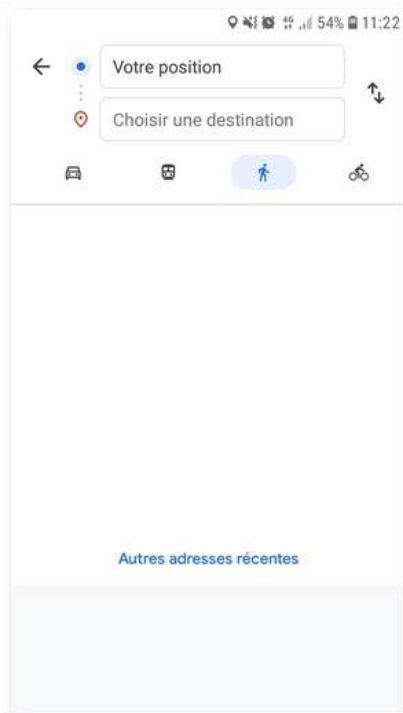 54% 11:22
Votre position
Choisir une destination
Autres adresses récentes